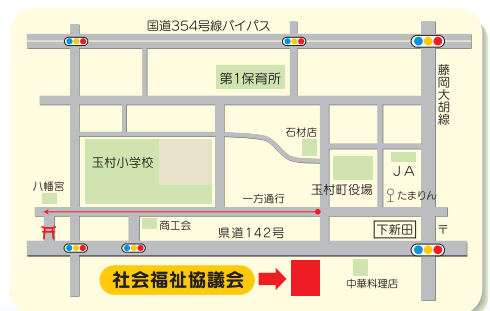 国道354号線バイパス
第1保育所
藤岡大胡線
石材店
玉村小学校
JA
玉村町役場
八幡宮
たまりん
一方通行
商工会
県道142号
下新田
〒
社会福祉協議会
中華料理店